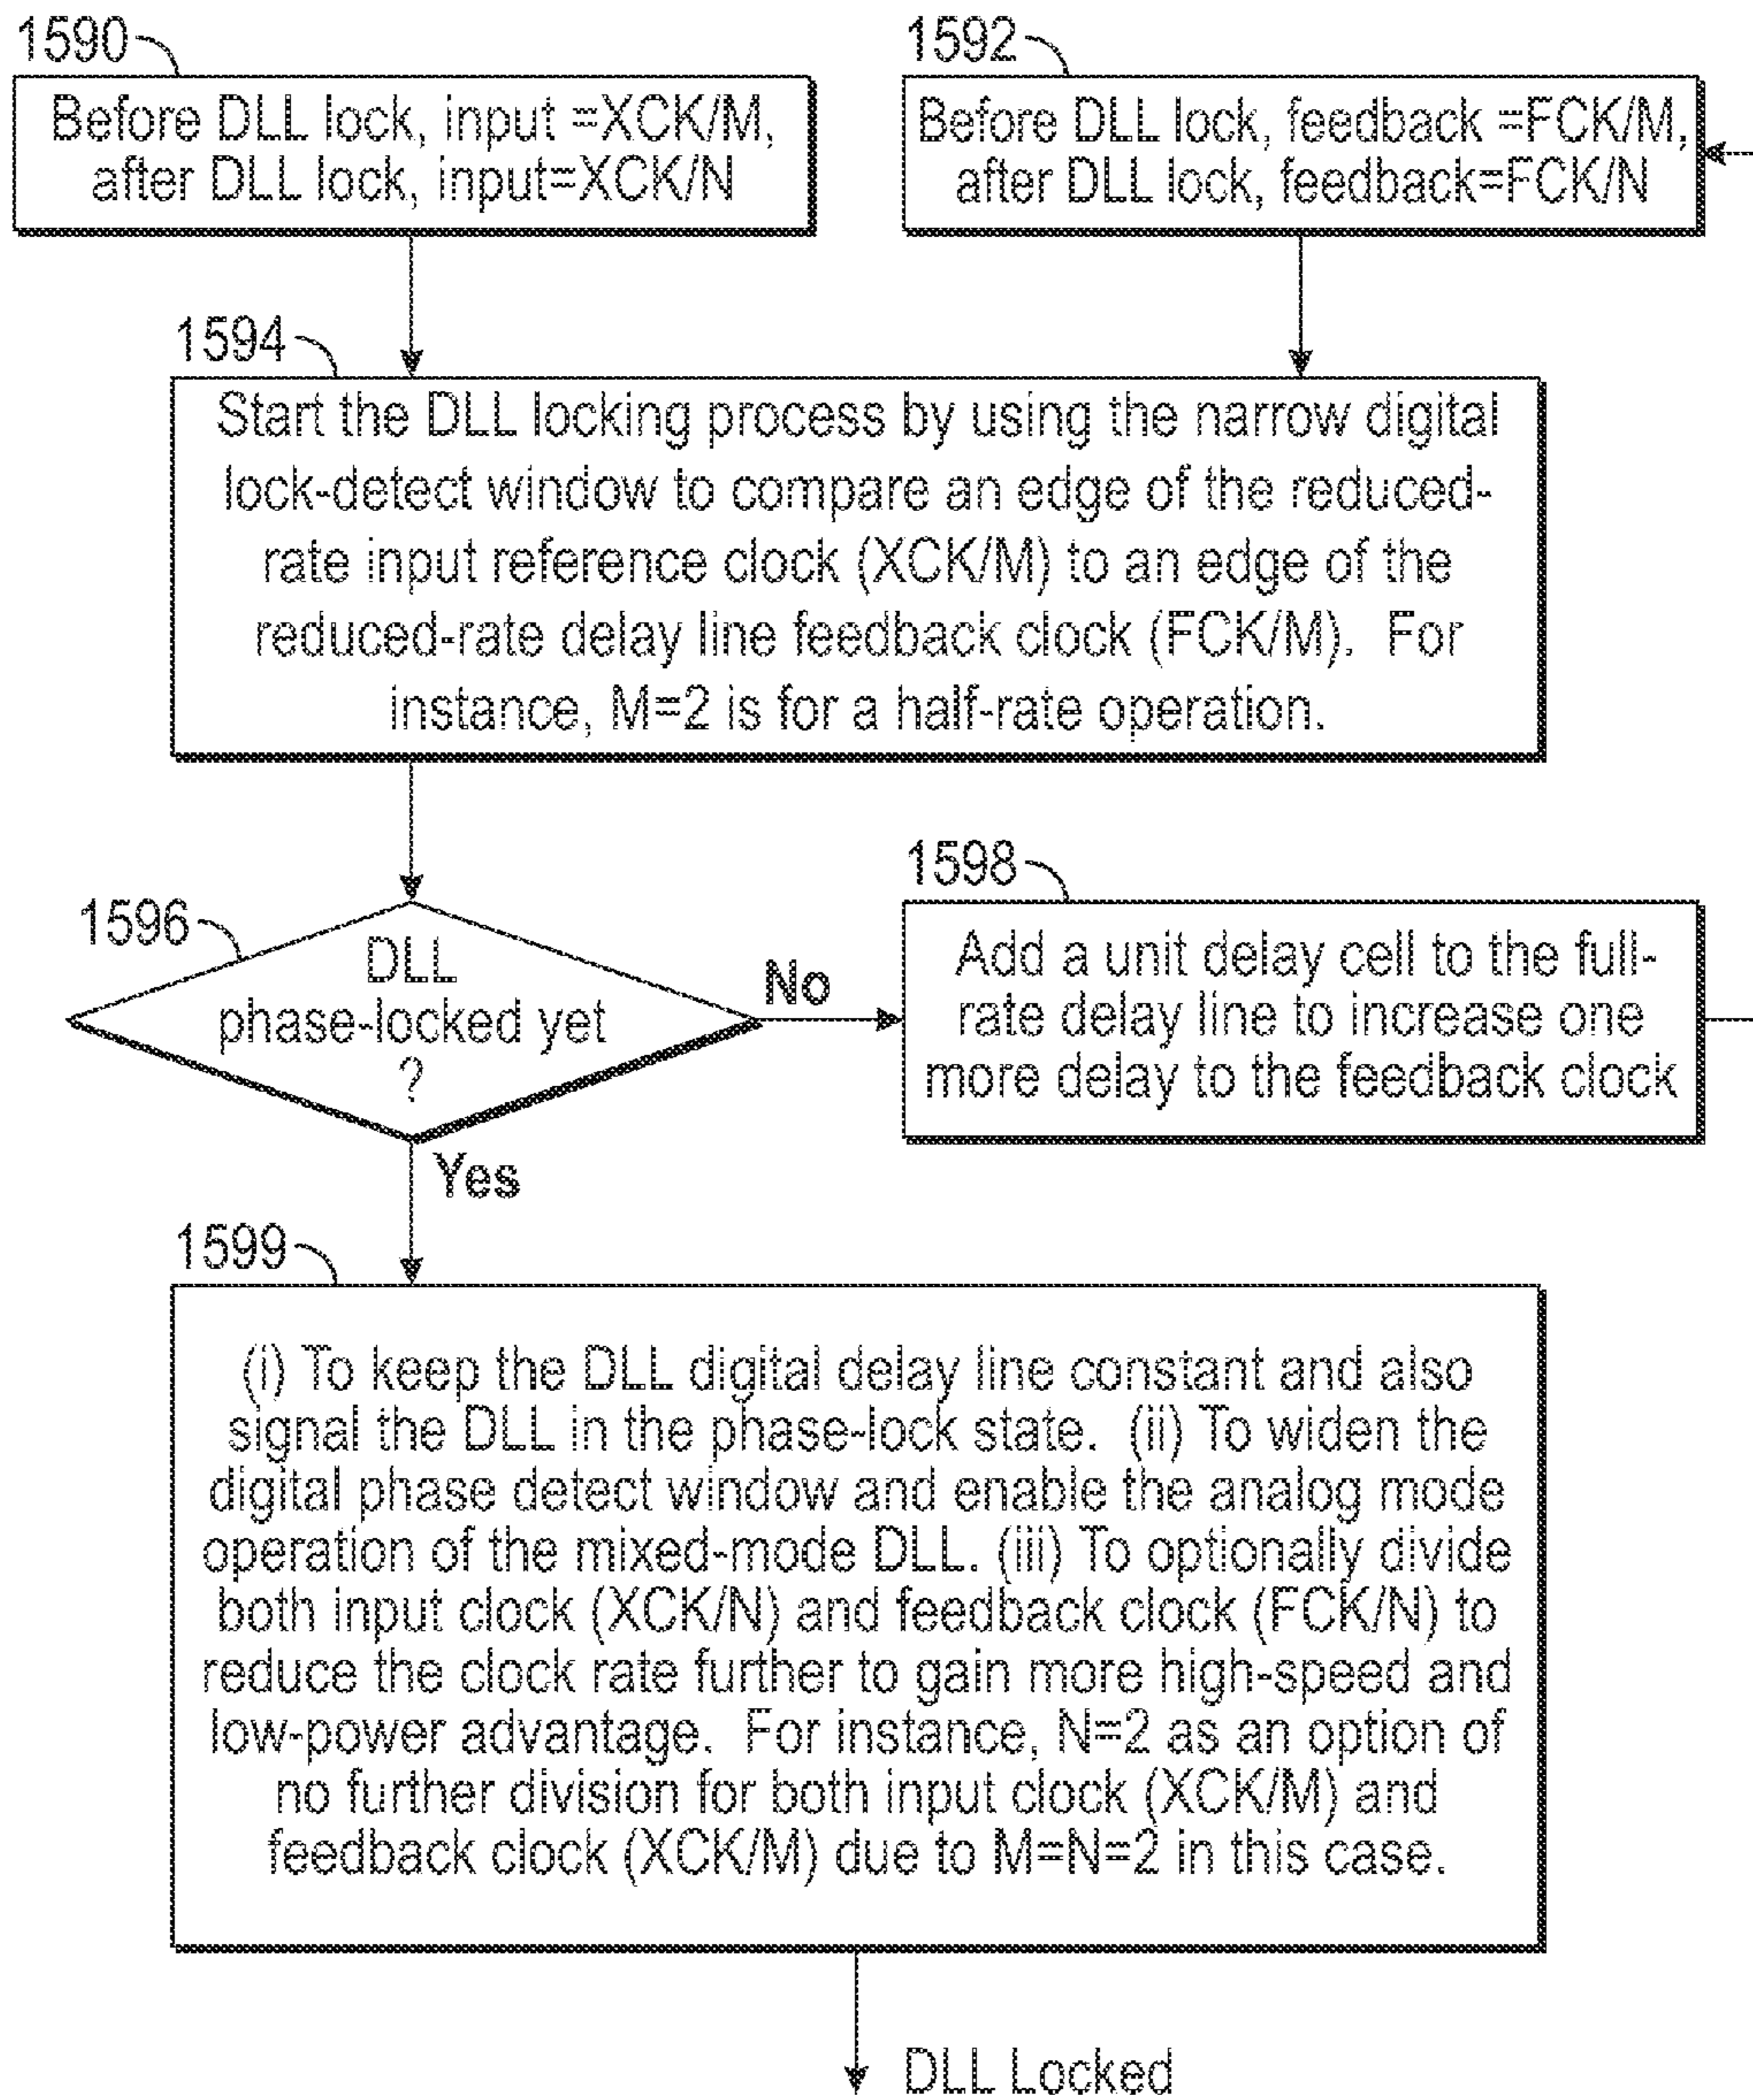 1590
Before DLL lock, input =XCK/M,
after DLL lock, input=XCK/N
1592
Before DLL lock, feedback =FCK/M,
after DLL lock, feedback=FCK/N
1594
Start the DLL locking process by using the narrow digital
lock-detect window to compare an edge of the reduced-
rate input reference clock (XCK/M) to an edge of the
reduced-rate delay line feedback clock (FCK/M). For
instance, M=2 is for a half-rate operation.
1596
DLL
phase-locked yet
?
No
Yes
1598
Add a unit delay cell to the full-
rate delay line to increase one
more delay to the feedback clock
1599
(i) To keep the DLL digital delay line constant and also
signal the DLL in the phase-lock state. (ii) To widen the
digital phase detect window and enable the analog mode
operation of the mixed-mode DLL. (iii) To optionally divide
both input clock (XCK/N) and feedback clock (FCK/N) to
reduce the clock rate further to gain more high-speed and
low-power advantage. For instance, N=2 as an option of
no further division for both input clock (XCK/M) and
feedback clock (XCK/M) due to M=N=2 in this case.
DLL Locked